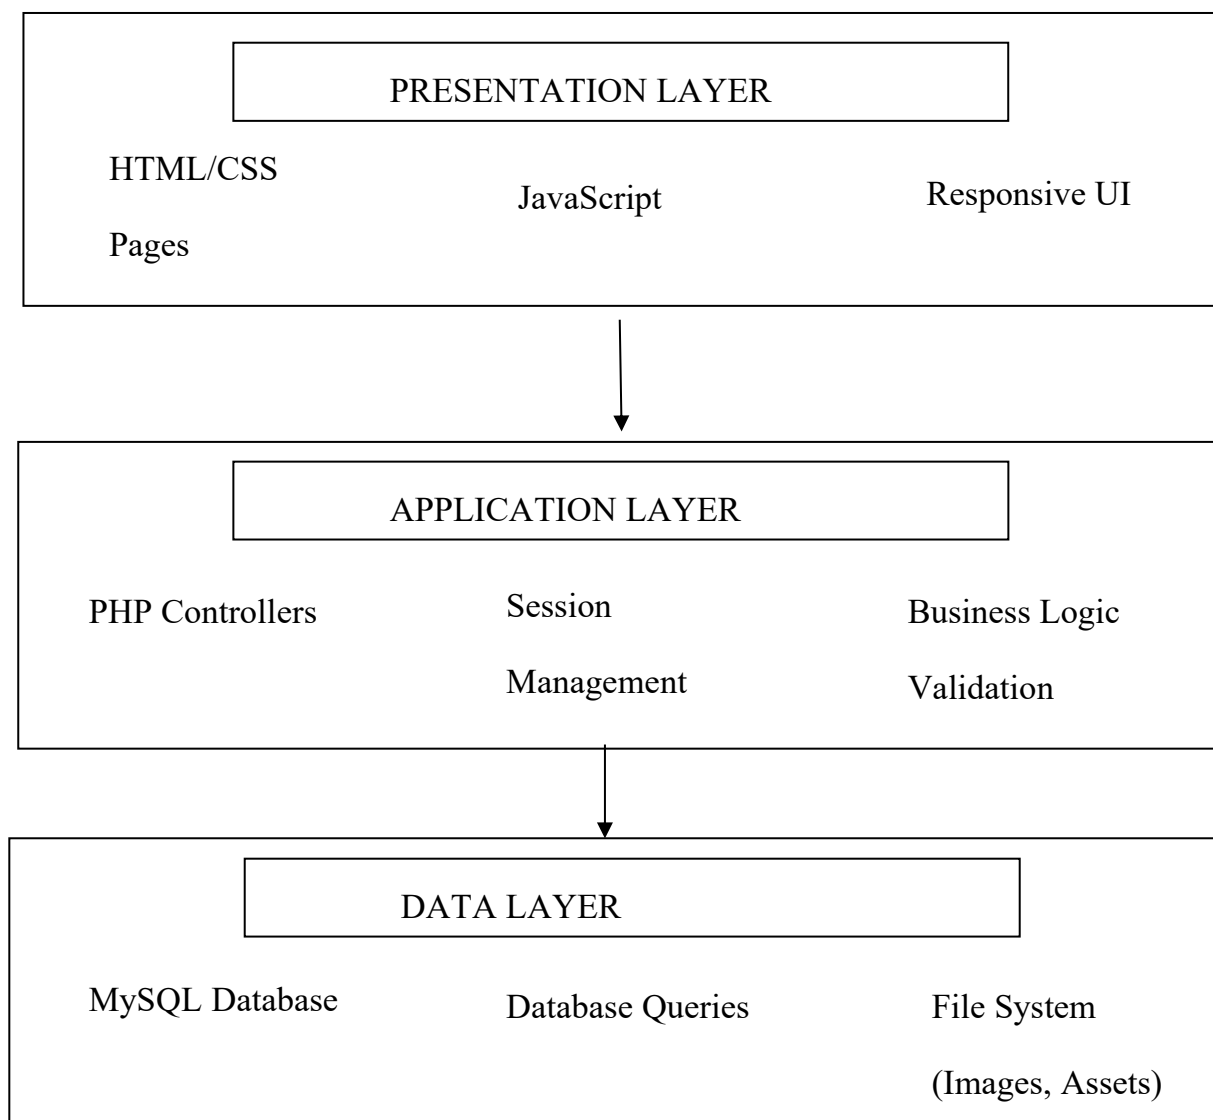 PRESENTATION LAYER
HTML/CSS
Pages
JavaScript
Responsive UI
APPLICATION LAYER
PHP Controllers
Session
Management
Business Logic
Validation
DATA LAYER
MySQL Database
Database Queries
File System
(Images, Assets)